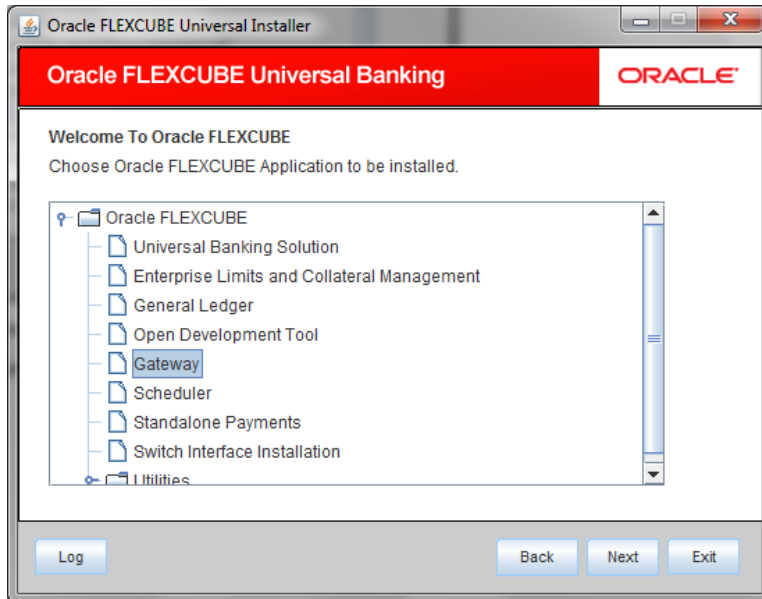 Oracle FLEXCUBE Universal Installer
Oracle FLEXCUBE Universal Banking
ORACLE
Welcome To Oracle FLEXCUBE
Choose Oracle FLEXCUBE Application to be installed.
Oracle FLEXCUBE
Universal Banking Solution
Enterprise Limits and Collateral Management
General Ledger
Open Development Tool
Gateway
Scheduler
Standalone Payments
Switch Interface Installation
Utilities
Log
Back
Next
Exit